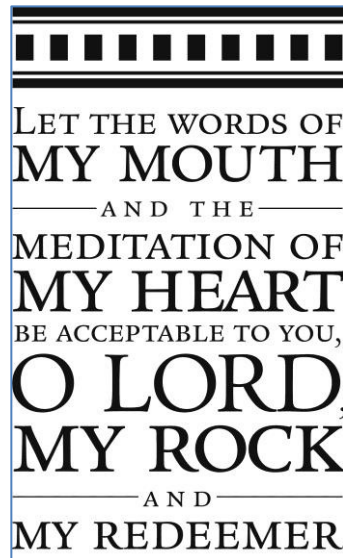 LET THE WORDS OF
MY MOUTH
AND THE
MEDITATION OF
MY HEART
BE ACCEPTABLE TO YOU,
O LORD,
MY ROCK
AND
MY REDEEMER